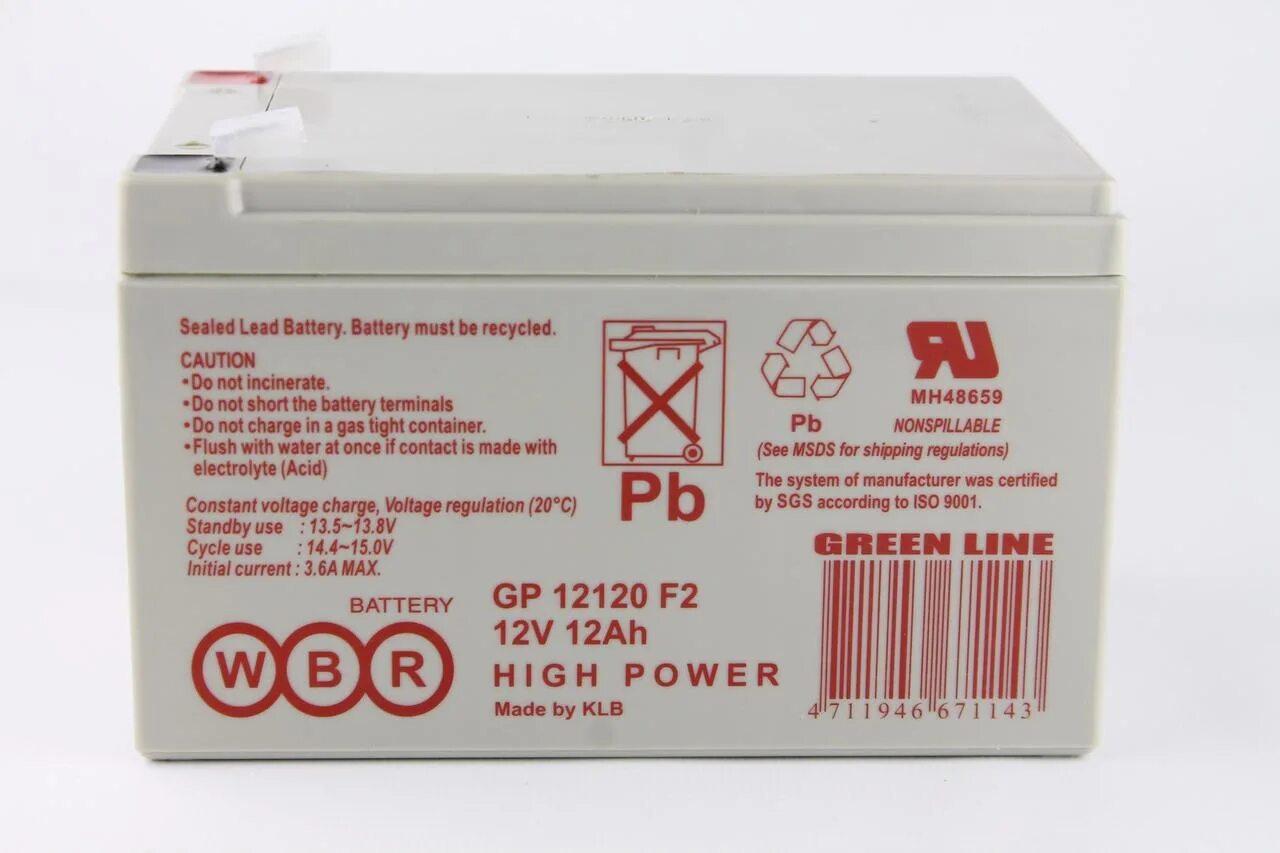 Sealed Lead Battery. Battery must be recycled.
CAUTION
•Do not incinerate.
•Do not short the battery terminals
•Do not charge in a gas tight container.
•Flush with water at once if contact is made with
electrolyte (Acid)
Constant voltage charge, Voltage regulation (20°C)
Standby use : 13.5~13.8V
Cycle use : 14.4~15.0V
Initial current : 3.6A MAX.
BATTERY
WBR
Pb
GP 12120 F2
12V 12Ah
HIGH POWER
Made by KLB
Pb
RU
MH48659
NONSPILLABLE
(See MSDS for shipping regulations)
The system of manufacturer was certified
by SGS according to ISO 9001.
GREEN LINE
4 711946 671143